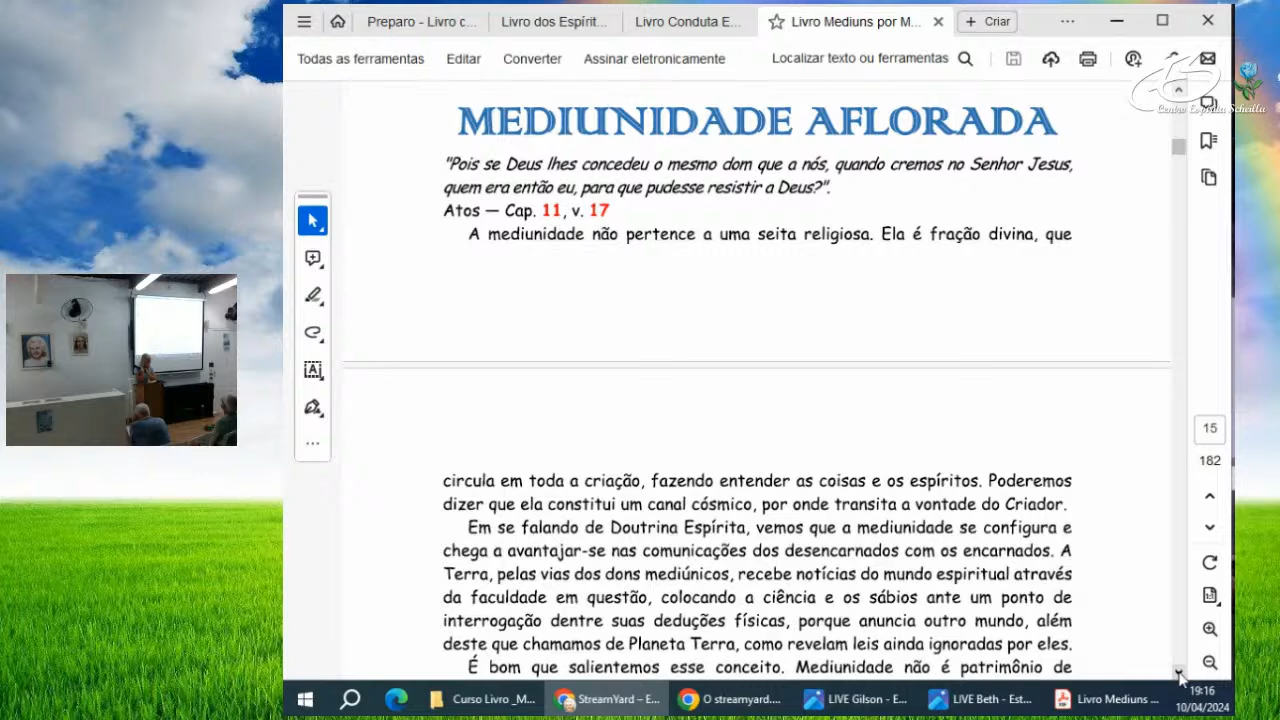 Preparo - Livro c...
Livro dos Espírit...
Livro Conduta E...
Livro Mediuns por M...
Criar
Todas as ferramentas
Editar
Converter
Assinar eletronicamente
Localizar texto ou ferramentas
Centro Espírita Scheilla
MEDIUNIDADE AFLORADA
"Pois se Deus lhes concedeu o mesmo dom que a nós, quando cremos no Senhor Jesus,
quem era então eu, para que pudesse resistir a Deus?".
Atos — Cap. 11, v. 17
A mediunidade não pertence a uma seita religiosa. Ela é fração divina, que
15
182
circula em toda a criação, fazendo entender as coisas e os espíritos. Poderemos
dizer que ela constitui um canal cósmico, por onde transita a vontade do Criador.
Em se falando de Doutrina Espírita, vemos que a mediunidade se configura e
chega a avantajar-se nas comunicações dos desencarnados com os encarnados. A
Terra, pelas vias dos dons mediúnicos, recebe notícias do mundo espiritual através
da faculdade em questão, colocando a ciência e os sábios ante um ponto de
interrogação dentre suas deduções físicas, porque anuncia outro mundo, além
deste que chamamos de Planeta Terra, como revelam leis ainda ignoradas por eles.
É bom que salientemos esse conceito. Mediunidade não é patrimônio de
Curso Livro _M...
StreamYard – E...
O streamyard....
LIVE Gilson - E...
LIVE Beth - Est...
Livro Mediuns ...
19:16
10/04/2024